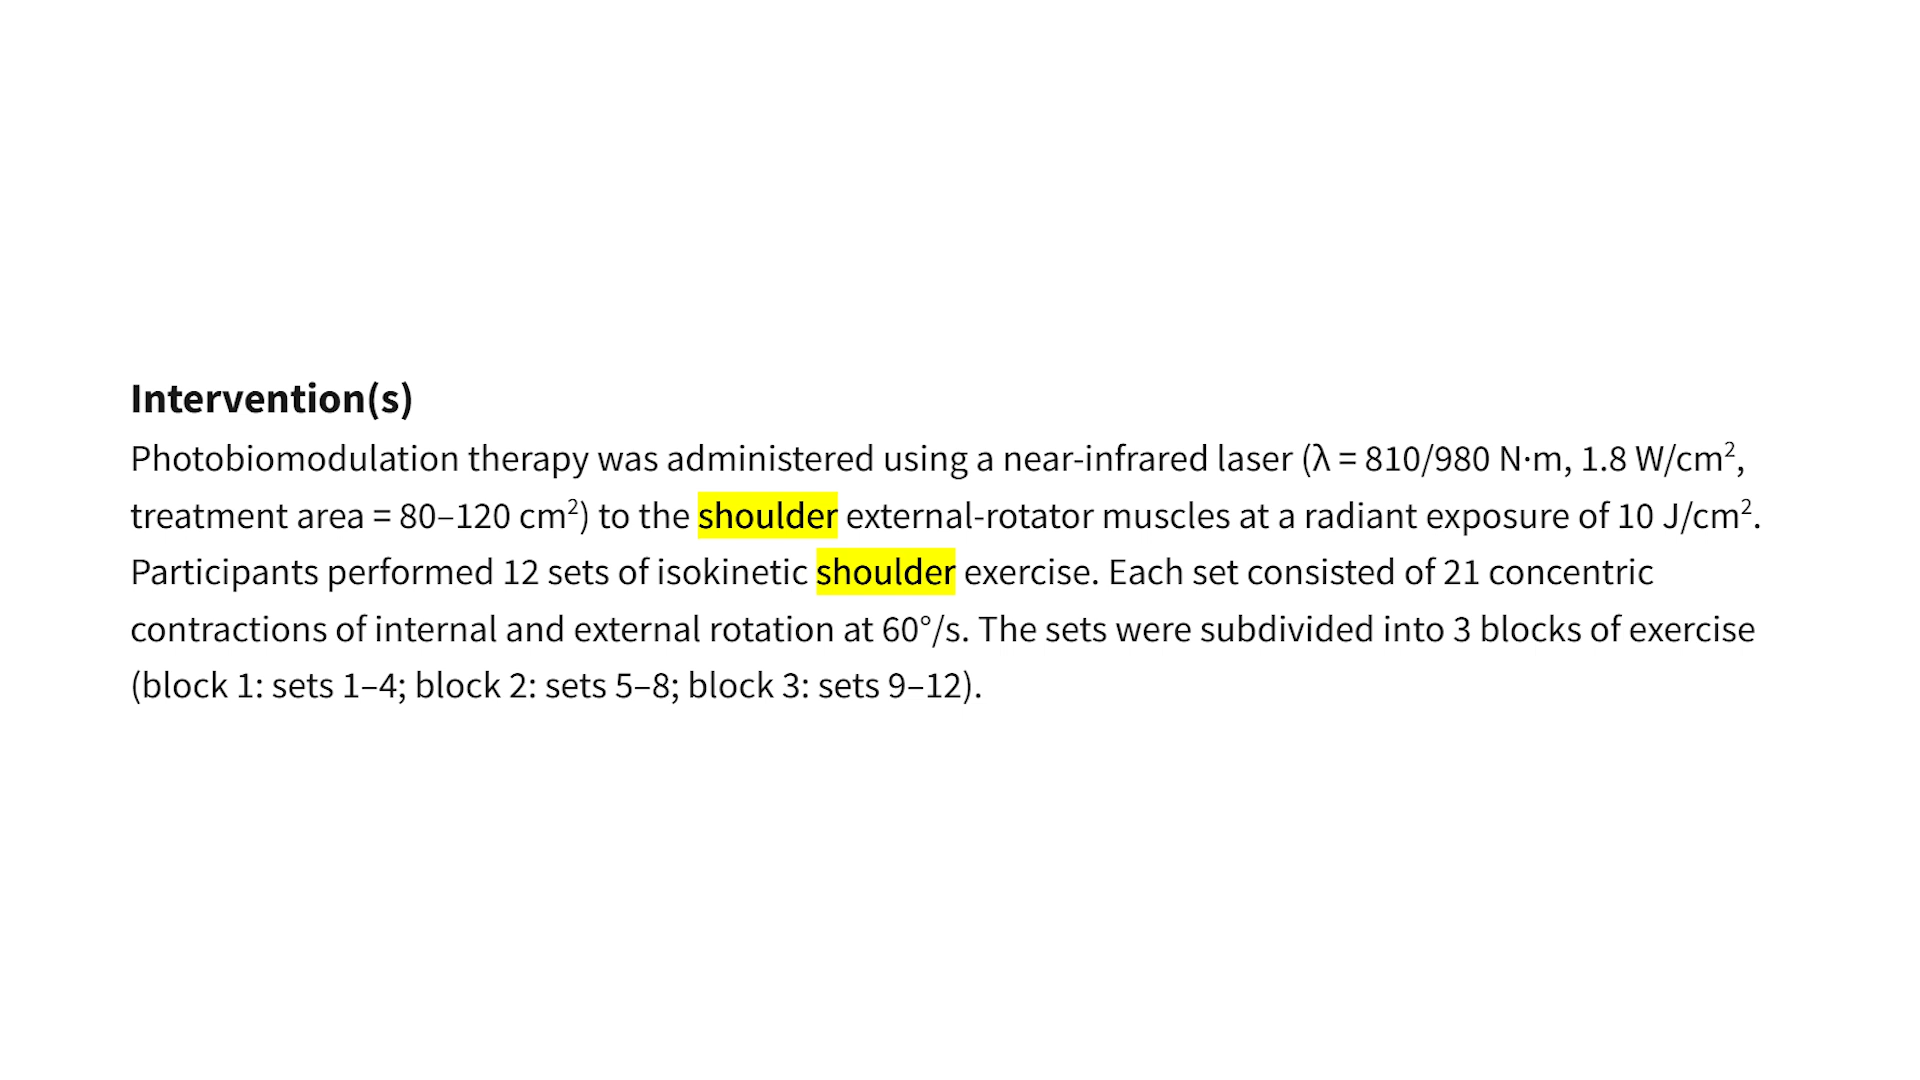 Intervention(s)
Photobiomodulation therapy was administered using a near-infrared laser (λ = 810/980 N·m, 1.8 W/cm²,
treatment area = 80–120 cm²) to the shoulder external-rotator muscles at a radiant exposure of 10 J/cm².
Participants performed 12 sets of isokinetic shoulder exercise. Each set consisted of 21 concentric
contractions of internal and external rotation at 60°/s. The sets were subdivided into 3 blocks of exercise
(block 1: sets 1–4; block 2: sets 5–8; block 3: sets 9–12).